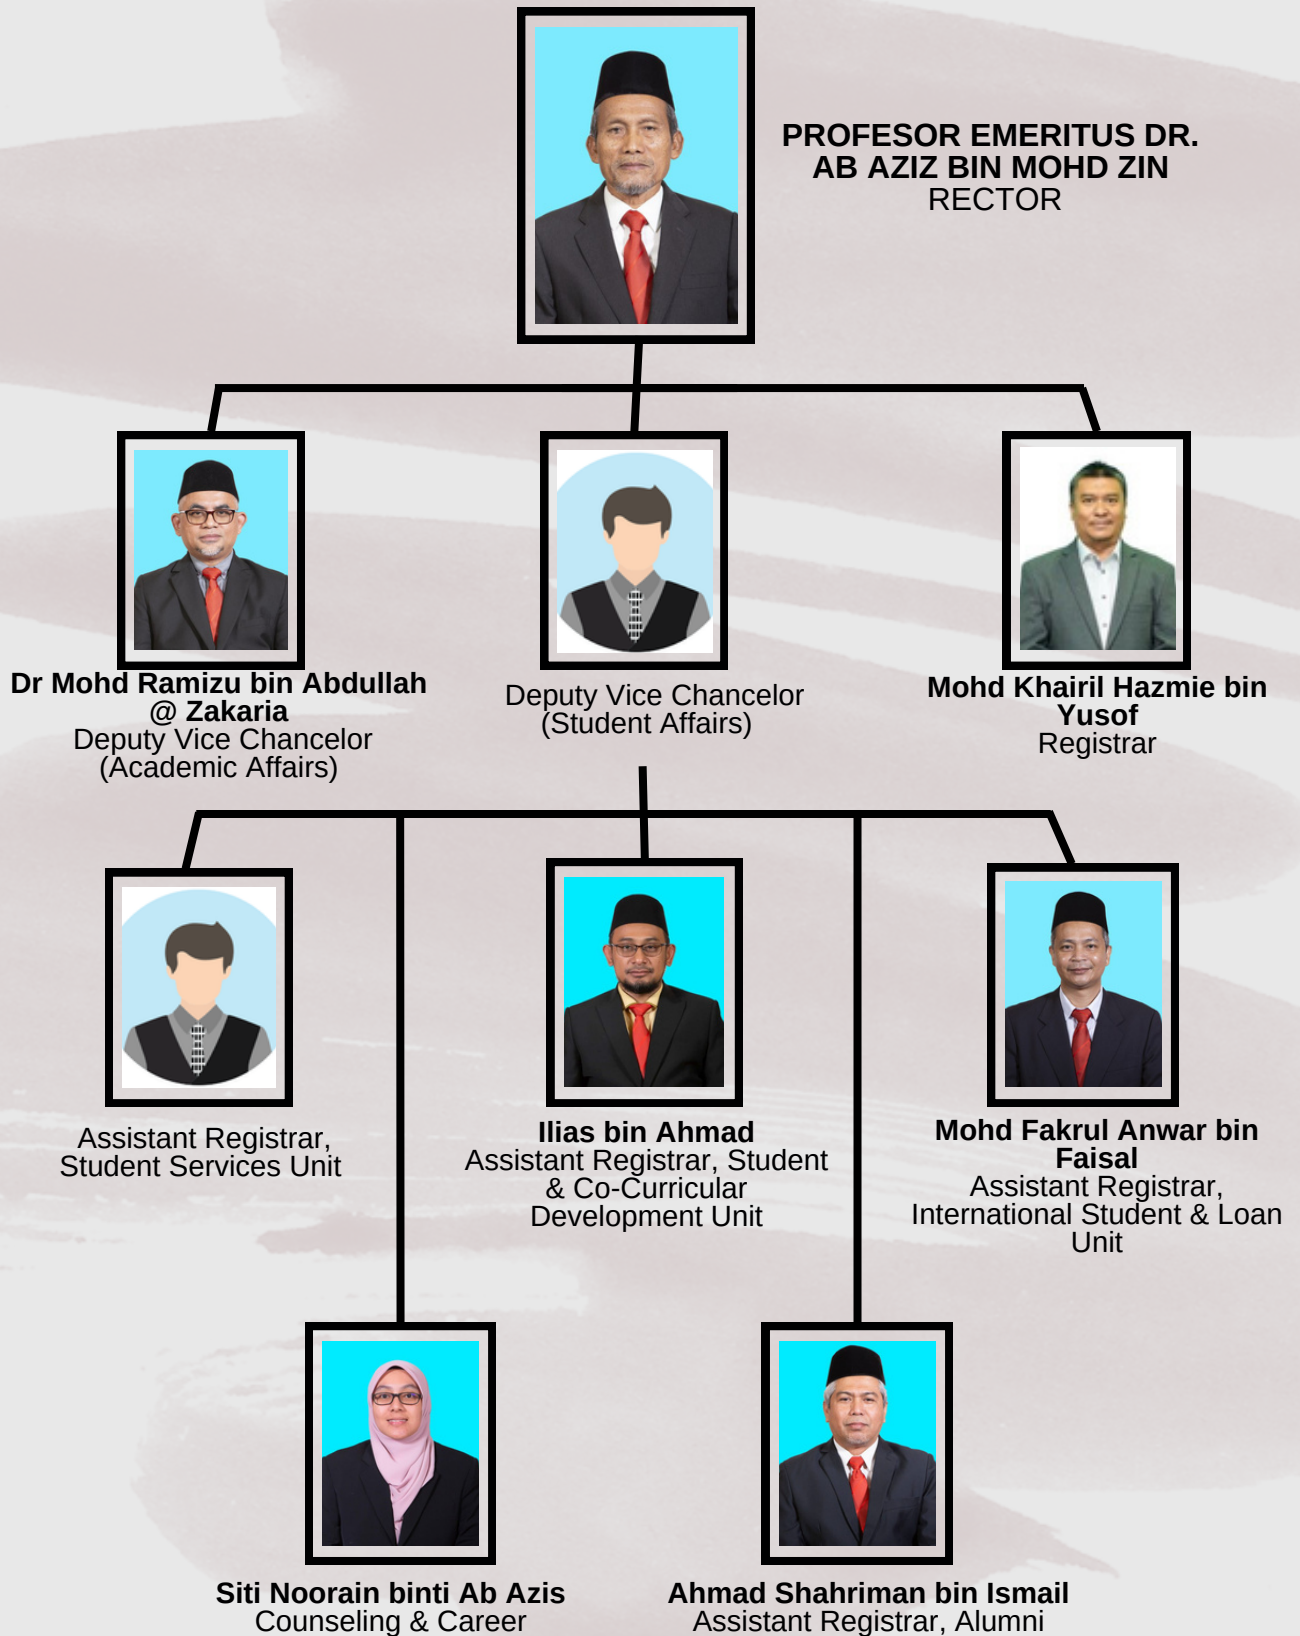 PROFESOR EMERITUS DR.
AB AZIZ BIN MOHD ZIN
RECTOR
Dr Mohd Ramizu bin Abdullah
@ Zakaria
Deputy Vice Chancelor
(Academic Affairs)
Deputy Vice Chancelor
(Student Affairs)
Mohd Khairil Hazmie bin
Yusof
Registrar
Assistant Registrar,
Student Services Unit
Ilias bin Ahmad
Assistant Registrar, Student
& Co-Curricular
Development Unit
Mohd Fakrul Anwar bin
Faisal
Assistant Registrar,
International Student & Loan
Unit
Siti Noorain binti Ab Azis
Counseling & Career
Ahmad Shahriman bin Ismail
Assistant Registrar, Alumni